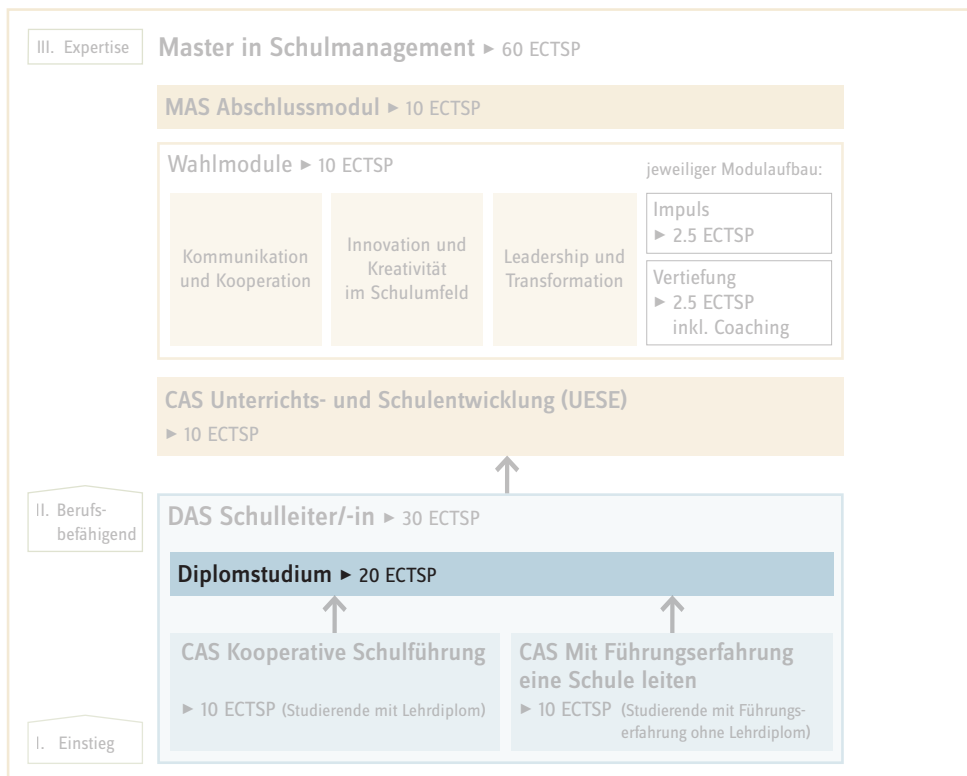 III. Expertise
Master in Schulmanagement ► 60 ECTSP
MAS Abschlussmodul ► 10 ECTSP
Wahlmodule ► 10 ECTSP
jeweiliger Modulaufbau:
Kommunikation
und Kooperation
Innovation und
Kreativität
im Schulumfeld
Leadership und
Transformation
Impuls
► 2.5 ECTSP
Vertiefung
► 2.5 ECTSP
inkl. Coaching
CAS Unterrichts- und Schulentwicklung (UESE)
► 10 ECTSP
II. Berufs-
befähigend
DAS Schulleiter/-in ► 30 ECTSP
Diplomstudium ► 20 ECTSP
CAS Kooperative Schulführung
► 10 ECTSP (Studierende mit Lehrdiplom)
CAS Mit Führungserfahrung
eine Schule leiten
► 10 ECTSP (Studierende mit Führungs-
erfahrung ohne Lehrdiplom)
I. Einstieg